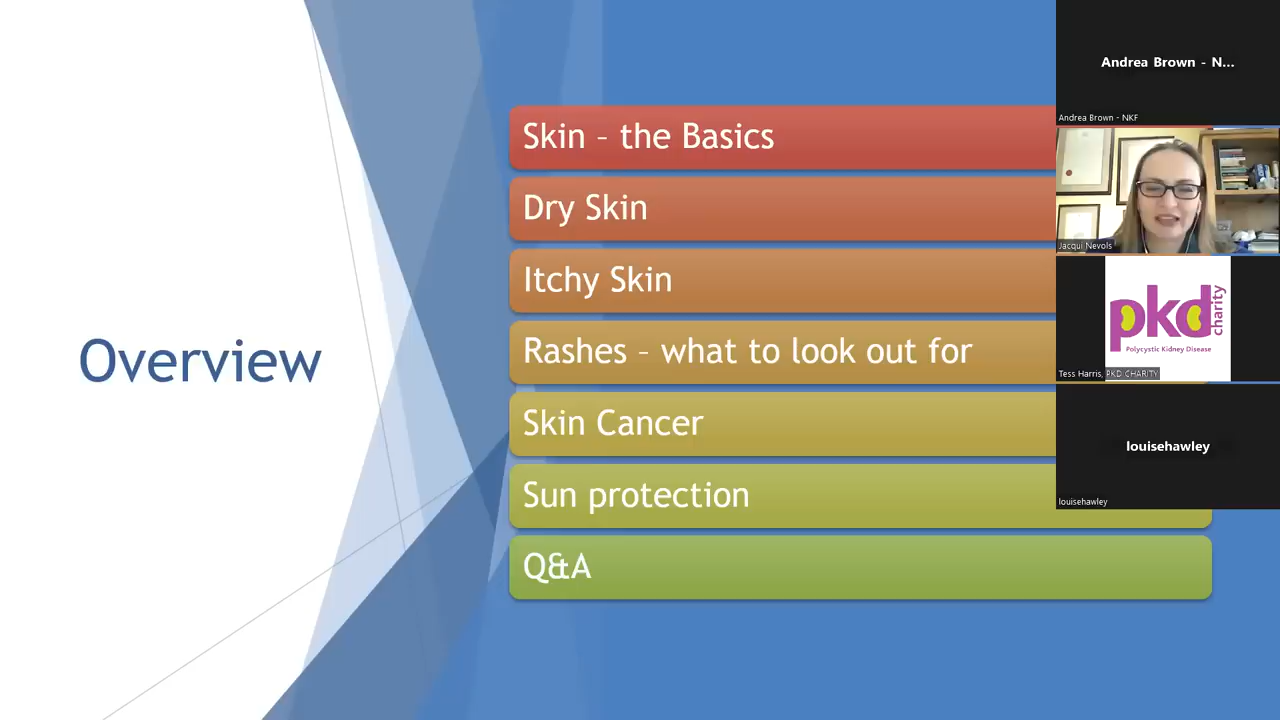 Overview
Skin – the Basics
Dry Skin
Itchy Skin
Rashes – what to look out for
Skin Cancer
Sun protection
Q&A
Andrea Brown - N...
Andrea Brown - NKF
Jacqui Nevols
pkd
charity
Polycystic Kidney Disease
Tess Harris, PKD CHARITY
louisehawley
louisehawley